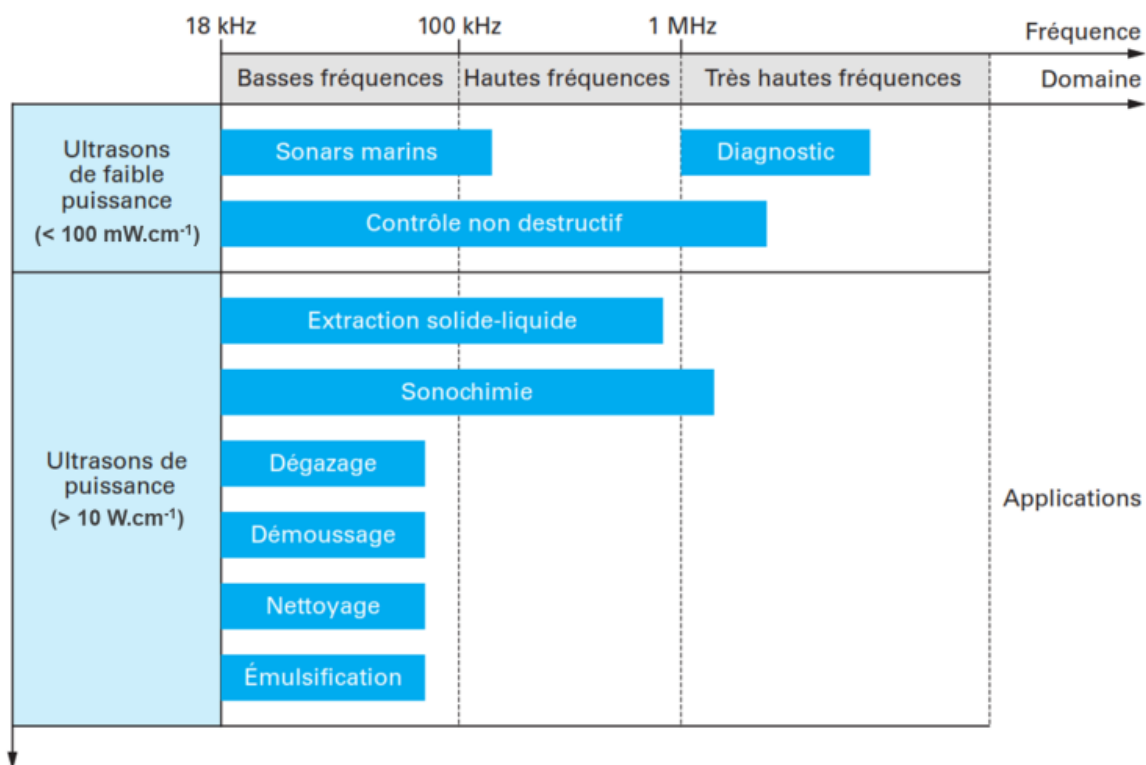 18 kHz 100 kHz 1 MHz
Fréquence
Basses fréquences Hautes fréquences Très hautes fréquences
Domaine
Ultrasons
de faible
puissance
(< 100 mW.cm⁻¹)
Sonars marins
Diagnostic
Contrôle non destructif
Ultrasons de
puissance
(> 10 W.cm⁻¹)
Extraction solide-liquide
Sonochimie
Dégazage
Démoussage
Nettoyage
Émulsification
Applications